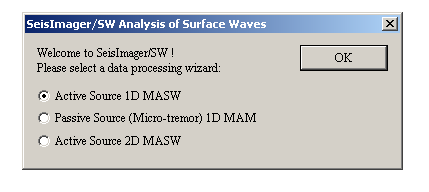 SeisImager/SW Analysis of Surface Waves
Welcome to SeisImager/SW !
Please select a data processing wizard:
OK
Active Source 1D MASW
Passive Source (Micro-tremor) 1D MAM
Active Source 2D MASW